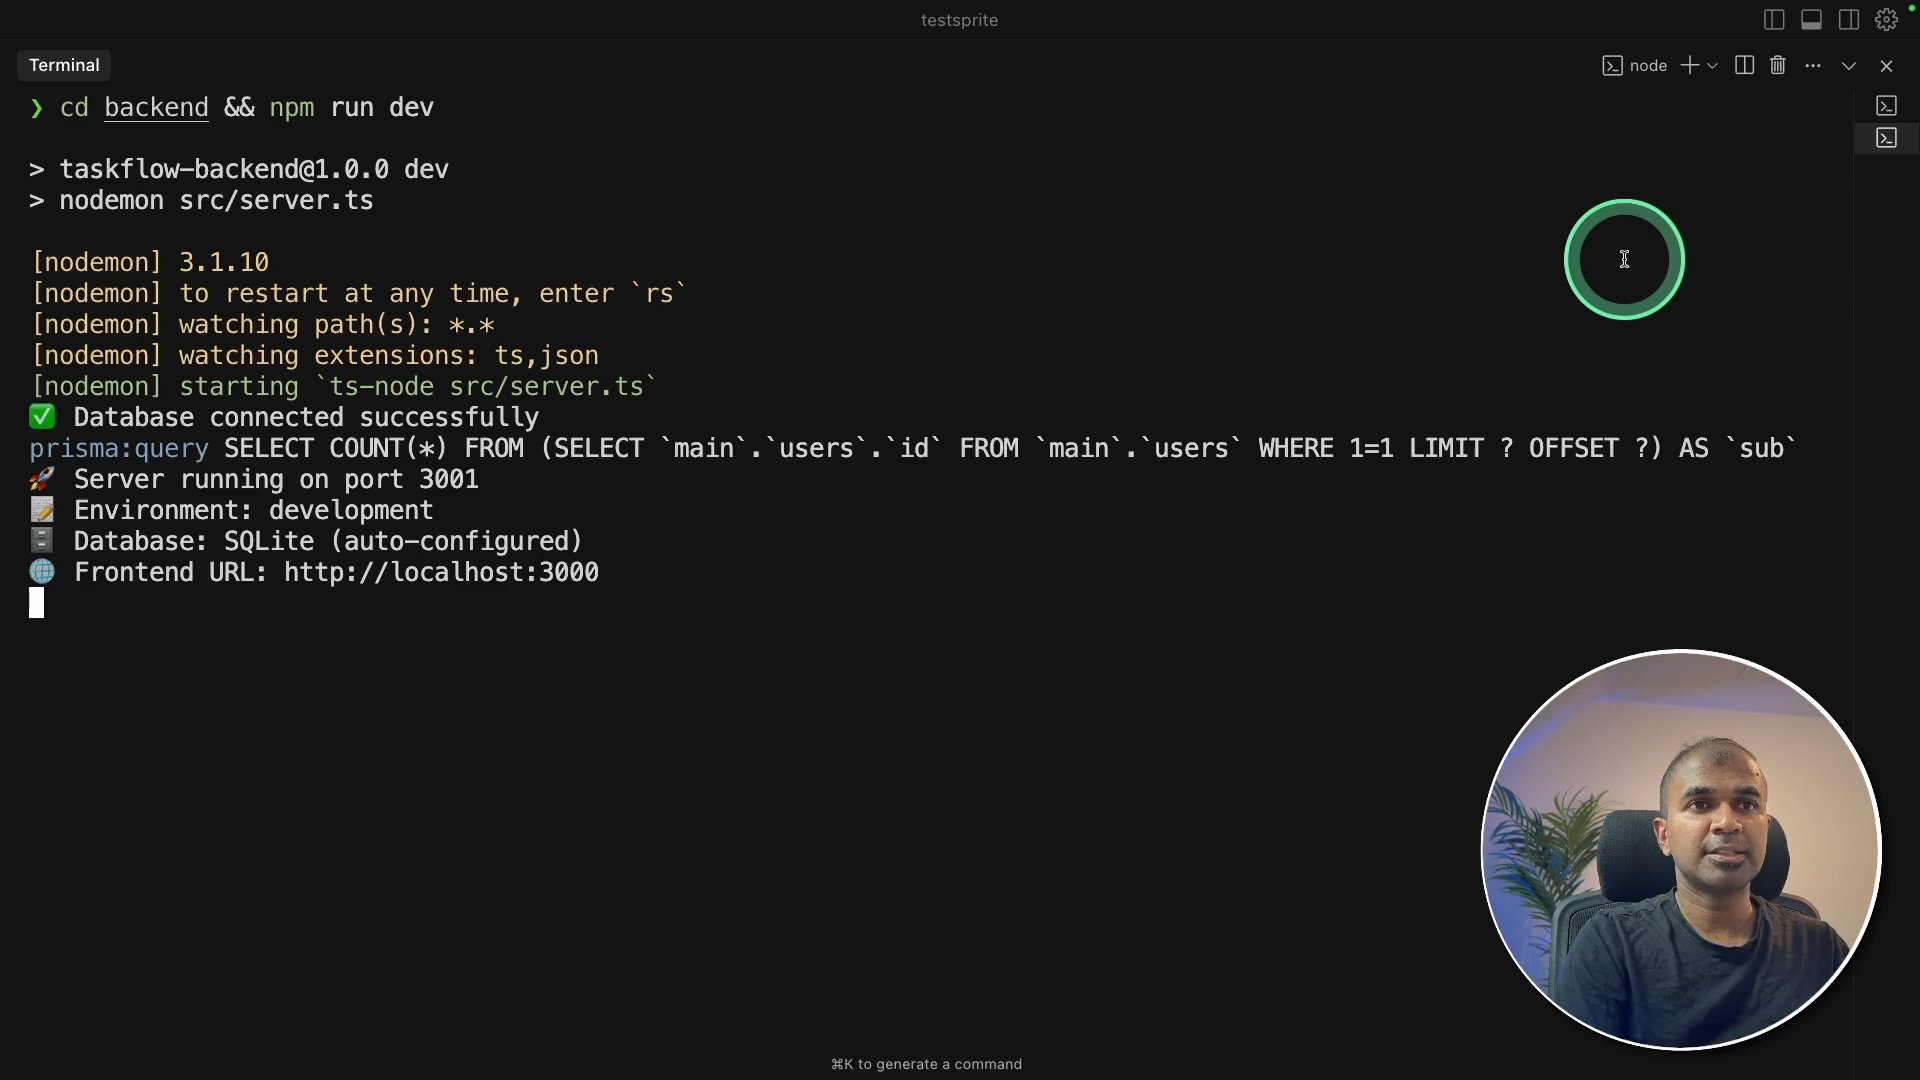 testsprite
Terminal
node
❯ cd backend && npm run dev
> taskflow-backend@1.0.0 dev
> nodemon src/server.ts
[nodemon] 3.1.10
[nodemon] to restart at any time, enter `rs`
[nodemon] watching path(s): *.*
[nodemon] watching extensions: ts,json
[nodemon] starting `ts-node src/server.ts`
✅ Database connected successfully
prisma:query SELECT COUNT(*) FROM (SELECT `main`.`users`.`id` FROM `main`.`users` WHERE 1=1 LIMIT ? OFFSET ?) AS `sub`
🚀 Server running on port 3001
📝 Environment: development
🗄️ Database: SQLite (auto-configured)
🌐 Frontend URL: http://localhost:3000
⌘K to generate a command